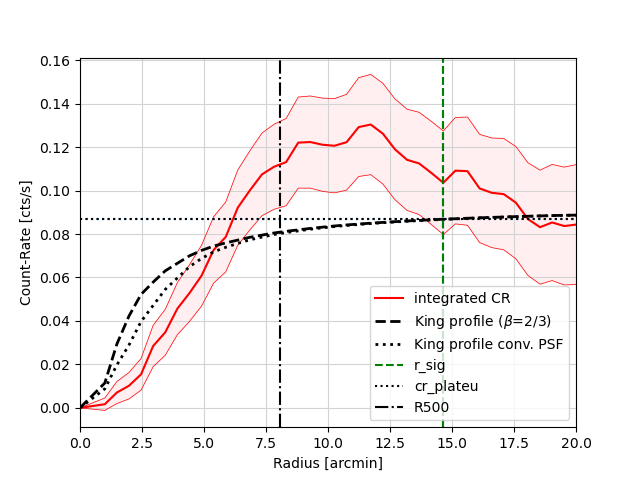 0.16
0.14
0.12
0.10
0.08
0.06
0.04
0.02
0.00
Count-Rate [cts/s]
integrated CR
King profile (β=2/3)
King profile conv. PSF
r_sig
cr_plateu
R500
0.0 2.5 5.0 7.5 10.0 12.5 15.0 17.5 20.0
Radius [arcmin]